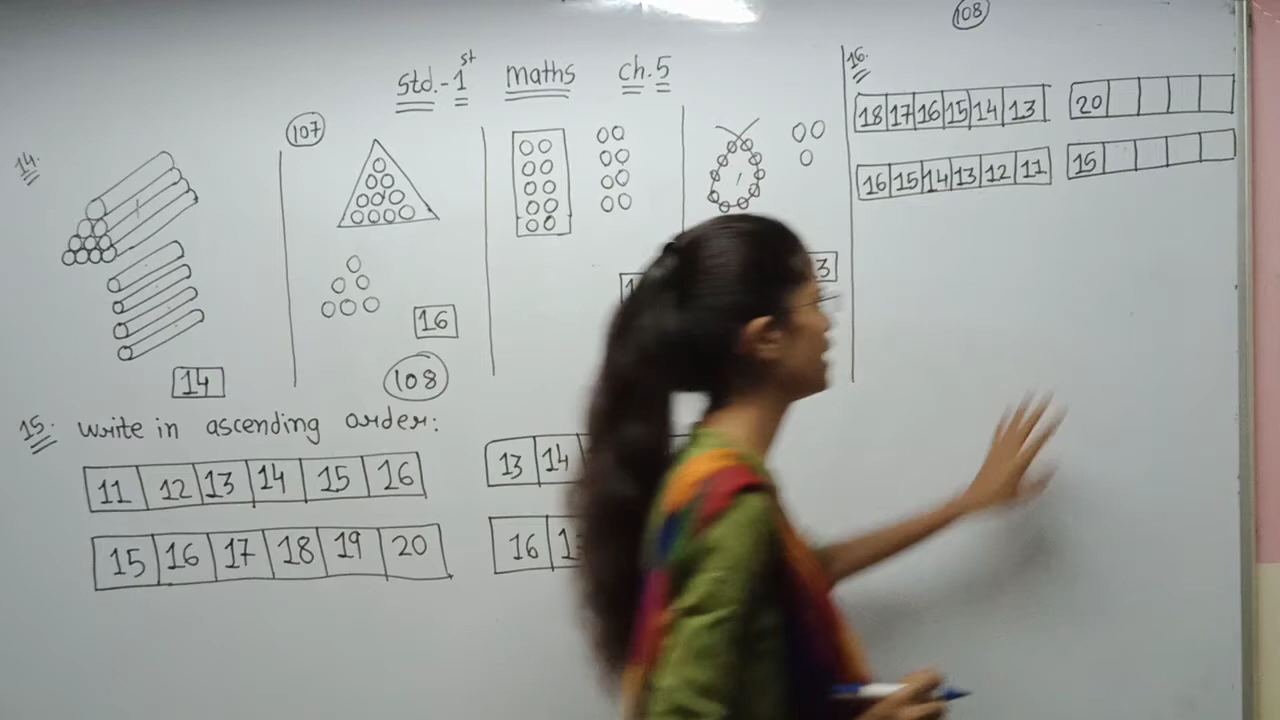 108
Std.-1st maths ch.5
107
14.
16
14
108
15. write in ascending order:
11 12 13 14 15 16
13 14
15 16 17 18 19 20
16
16.
18 17 16 15 14 13
20
16 15 14 13 12 11
15